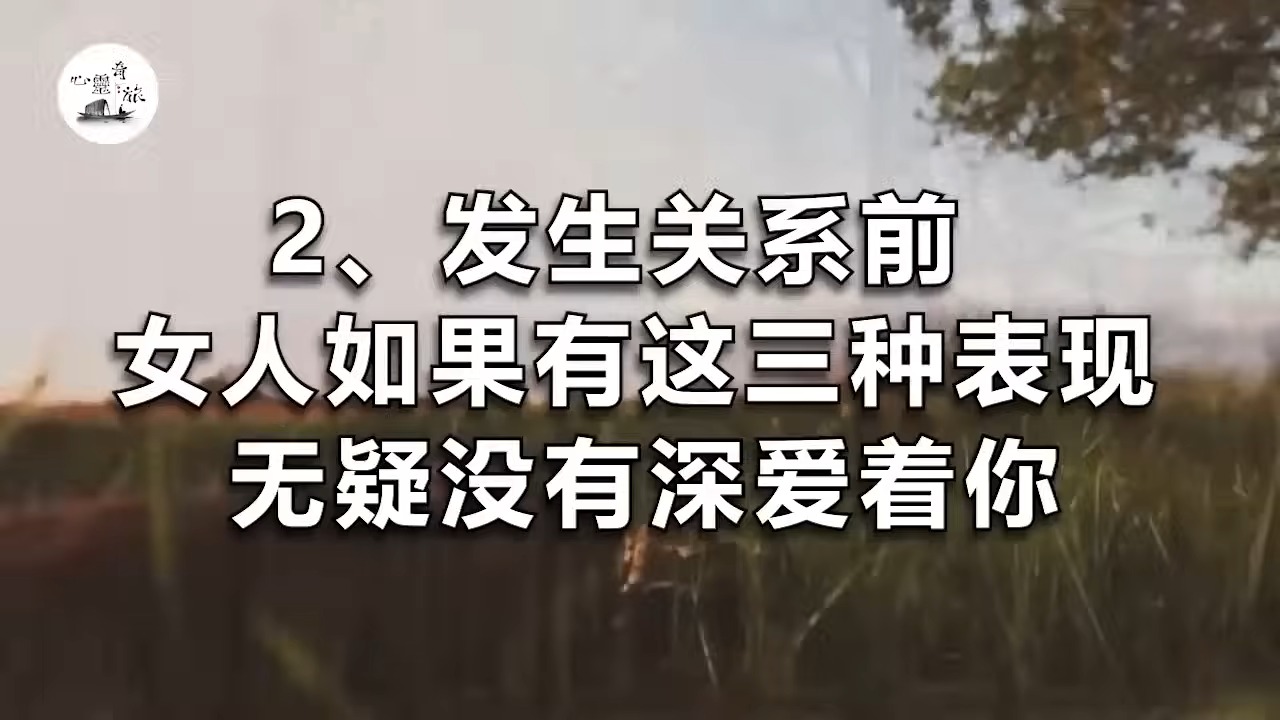 心靈奇旅
2、发生关系前
女人如果有这三种表现
无疑没有深爱着你